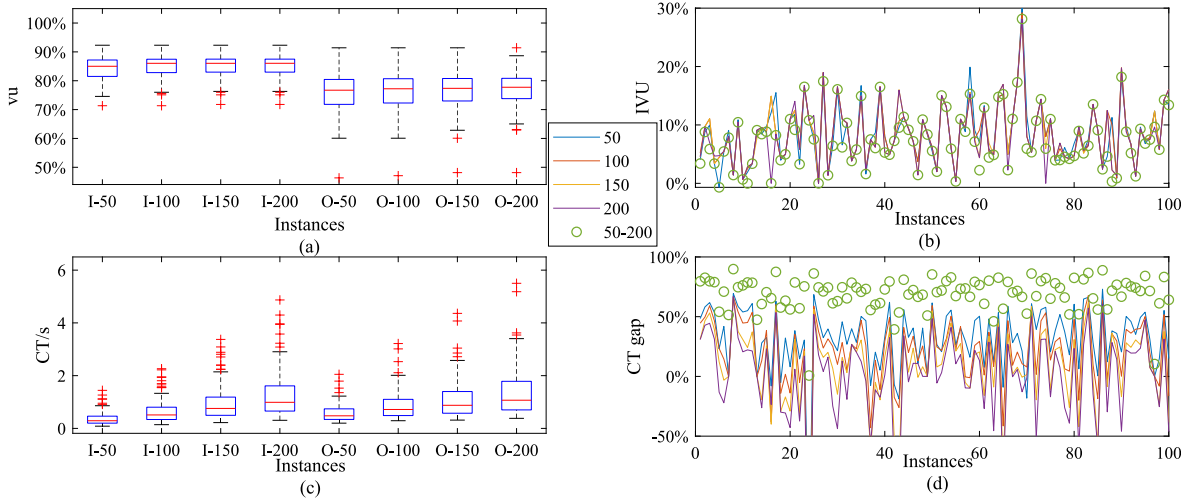 100%
90%
80%
70%
60%
50%
vu
I-50 I-100 I-150 I-200 O-50 O-100 O-150 O-200
Instances
(a)
30%
20%
10%
0%
IVU
0 20 40 60 80 100
Instances
(b)
50
100
150
200
50-200
6
4
2
0
CT/s
I-50 I-100 I-150 I-200 O-50 O-100 O-150 O-200
Instances
(c)
100%
50%
0%
-50%
CT gap
0 20 40 60 80 100
Instances
(d)